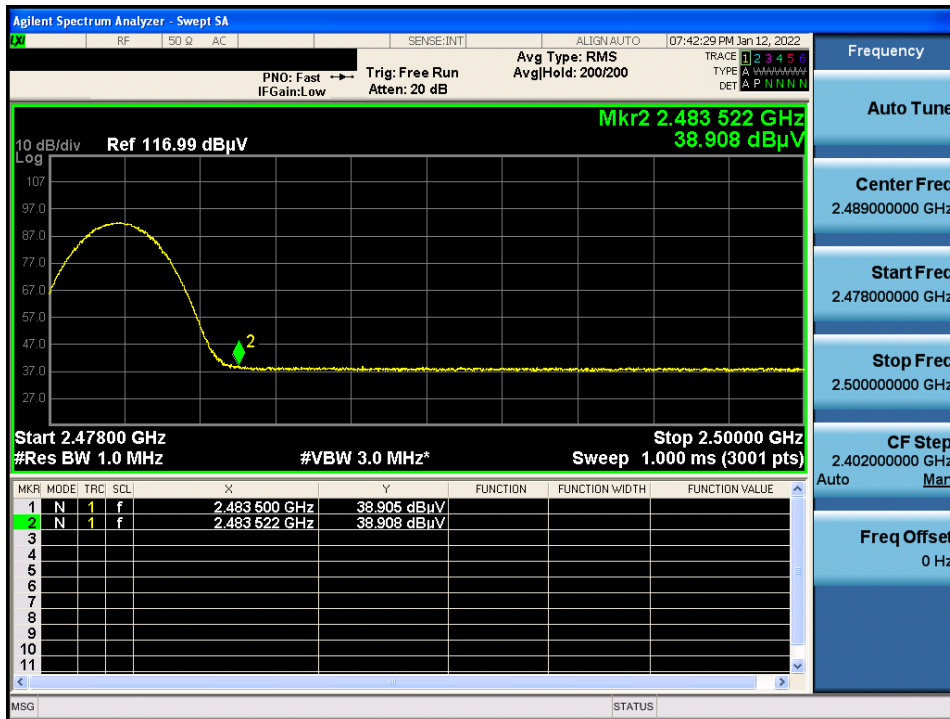 Agilent Spectrum Analyzer - Swept SA
LXI RF 50 Ω AC SENSE:INT ALIGN AUTO 07:42:29 PM Jan 12, 2022
Frequency
PNO: Fast Trig: Free Run Avg Type: RMS TRACE 1 2 3 4 5 6
IFGain:Low Atten: 20 dB Avg|Hold: 200/200 TYPE A WWWWW
DET A P N N N N
Auto Tune
Mkr2 2.483 522 GHz
38.908 dBµV
10 dB/div Ref 116.99 dBµV
Log
107
97.0
87.0
77.0
67.0
57.0
47.0
37.0
27.0
2
Start 2.47800 GHz Stop 2.50000 GHz
#Res BW 1.0 MHz #VBW 3.0 MHz* Sweep 1.000 ms (3001 pts)
Center Freq
2.489000000 GHz
Start Freq
2.478000000 GHz
Stop Freq
2.500000000 GHz
CF Step
2.402000000 GHz
Auto Man
Freq Offset
0 Hz
MKR MODE TRC SCL X Y FUNCTION FUNCTION WIDTH FUNCTION VALUE
1 N 1 f 2.483 500 GHz 38.905 dBµV
2 N 1 f 2.483 522 GHz 38.908 dBµV
3
4
5
6
7
8
9
10
11
MSG STATUS